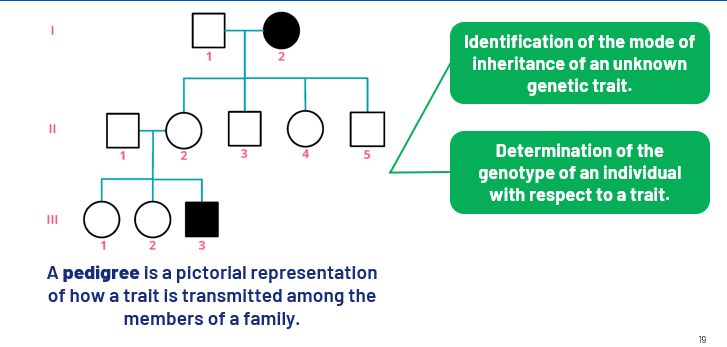 I
1
2
II
1
2
3
4
5
III
1
2
3
A pedigree is a pictorial representation
of how a trait is transmitted among the
members of a family.
Identification of the mode of
inheritance of an unknown
genetic trait.
Determination of the
genotype of an individual
with respect to a trait.
19